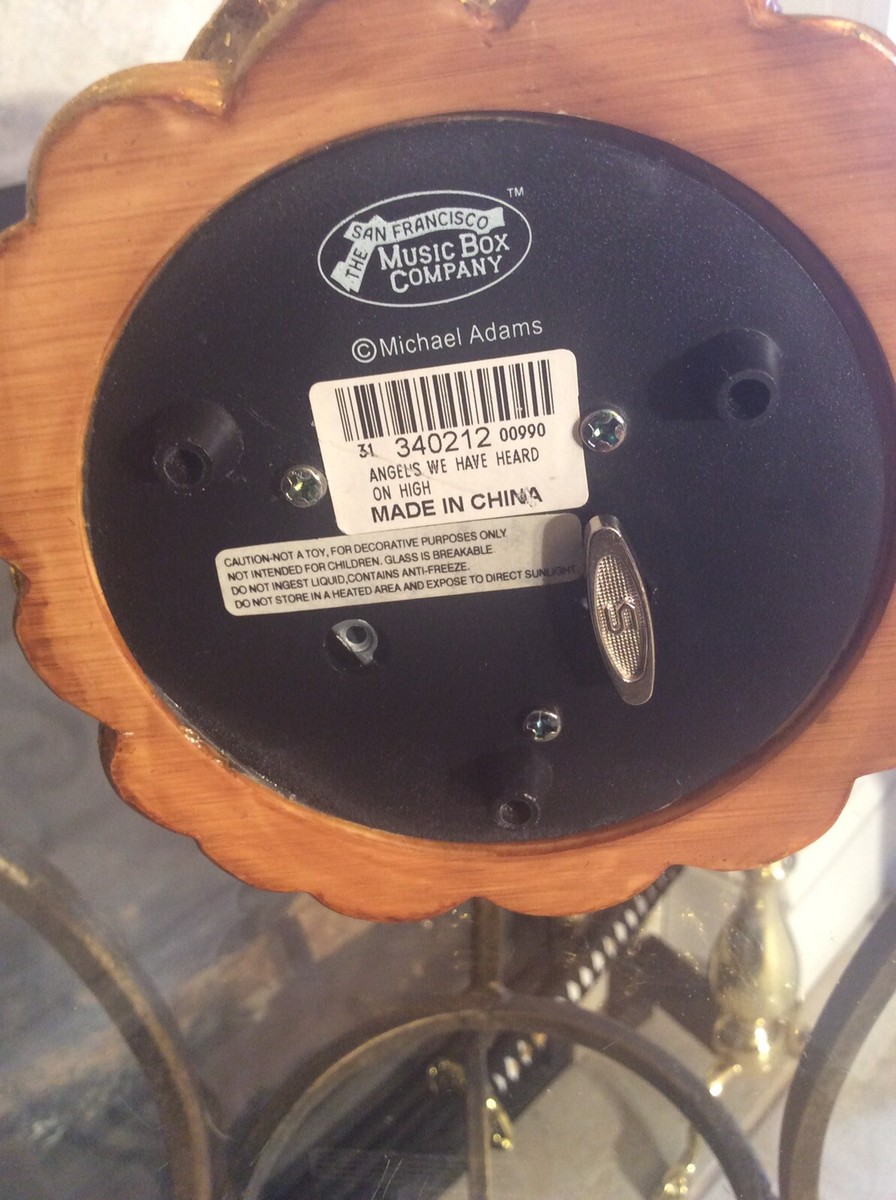 THE SAN FRANCISCO
MUSIC BOX
COMPANY
TM
©Michael Adams
31 340212 00990
ANGEL'S WE HAVE HEARD
ON HIGH
MADE IN CHINA
CAUTION-NOT A TOY, FOR DECORATIVE PURPOSES ONLY
NOT INTENDED FOR CHILDREN. GLASS IS BREAKABLE
DO NOT INGEST LIQUID,CONTAINS ANTI-FREEZE.
DO NOT STORE IN A HEATED AREA AND EXPOSE TO DIRECT SUNLIGHT
S